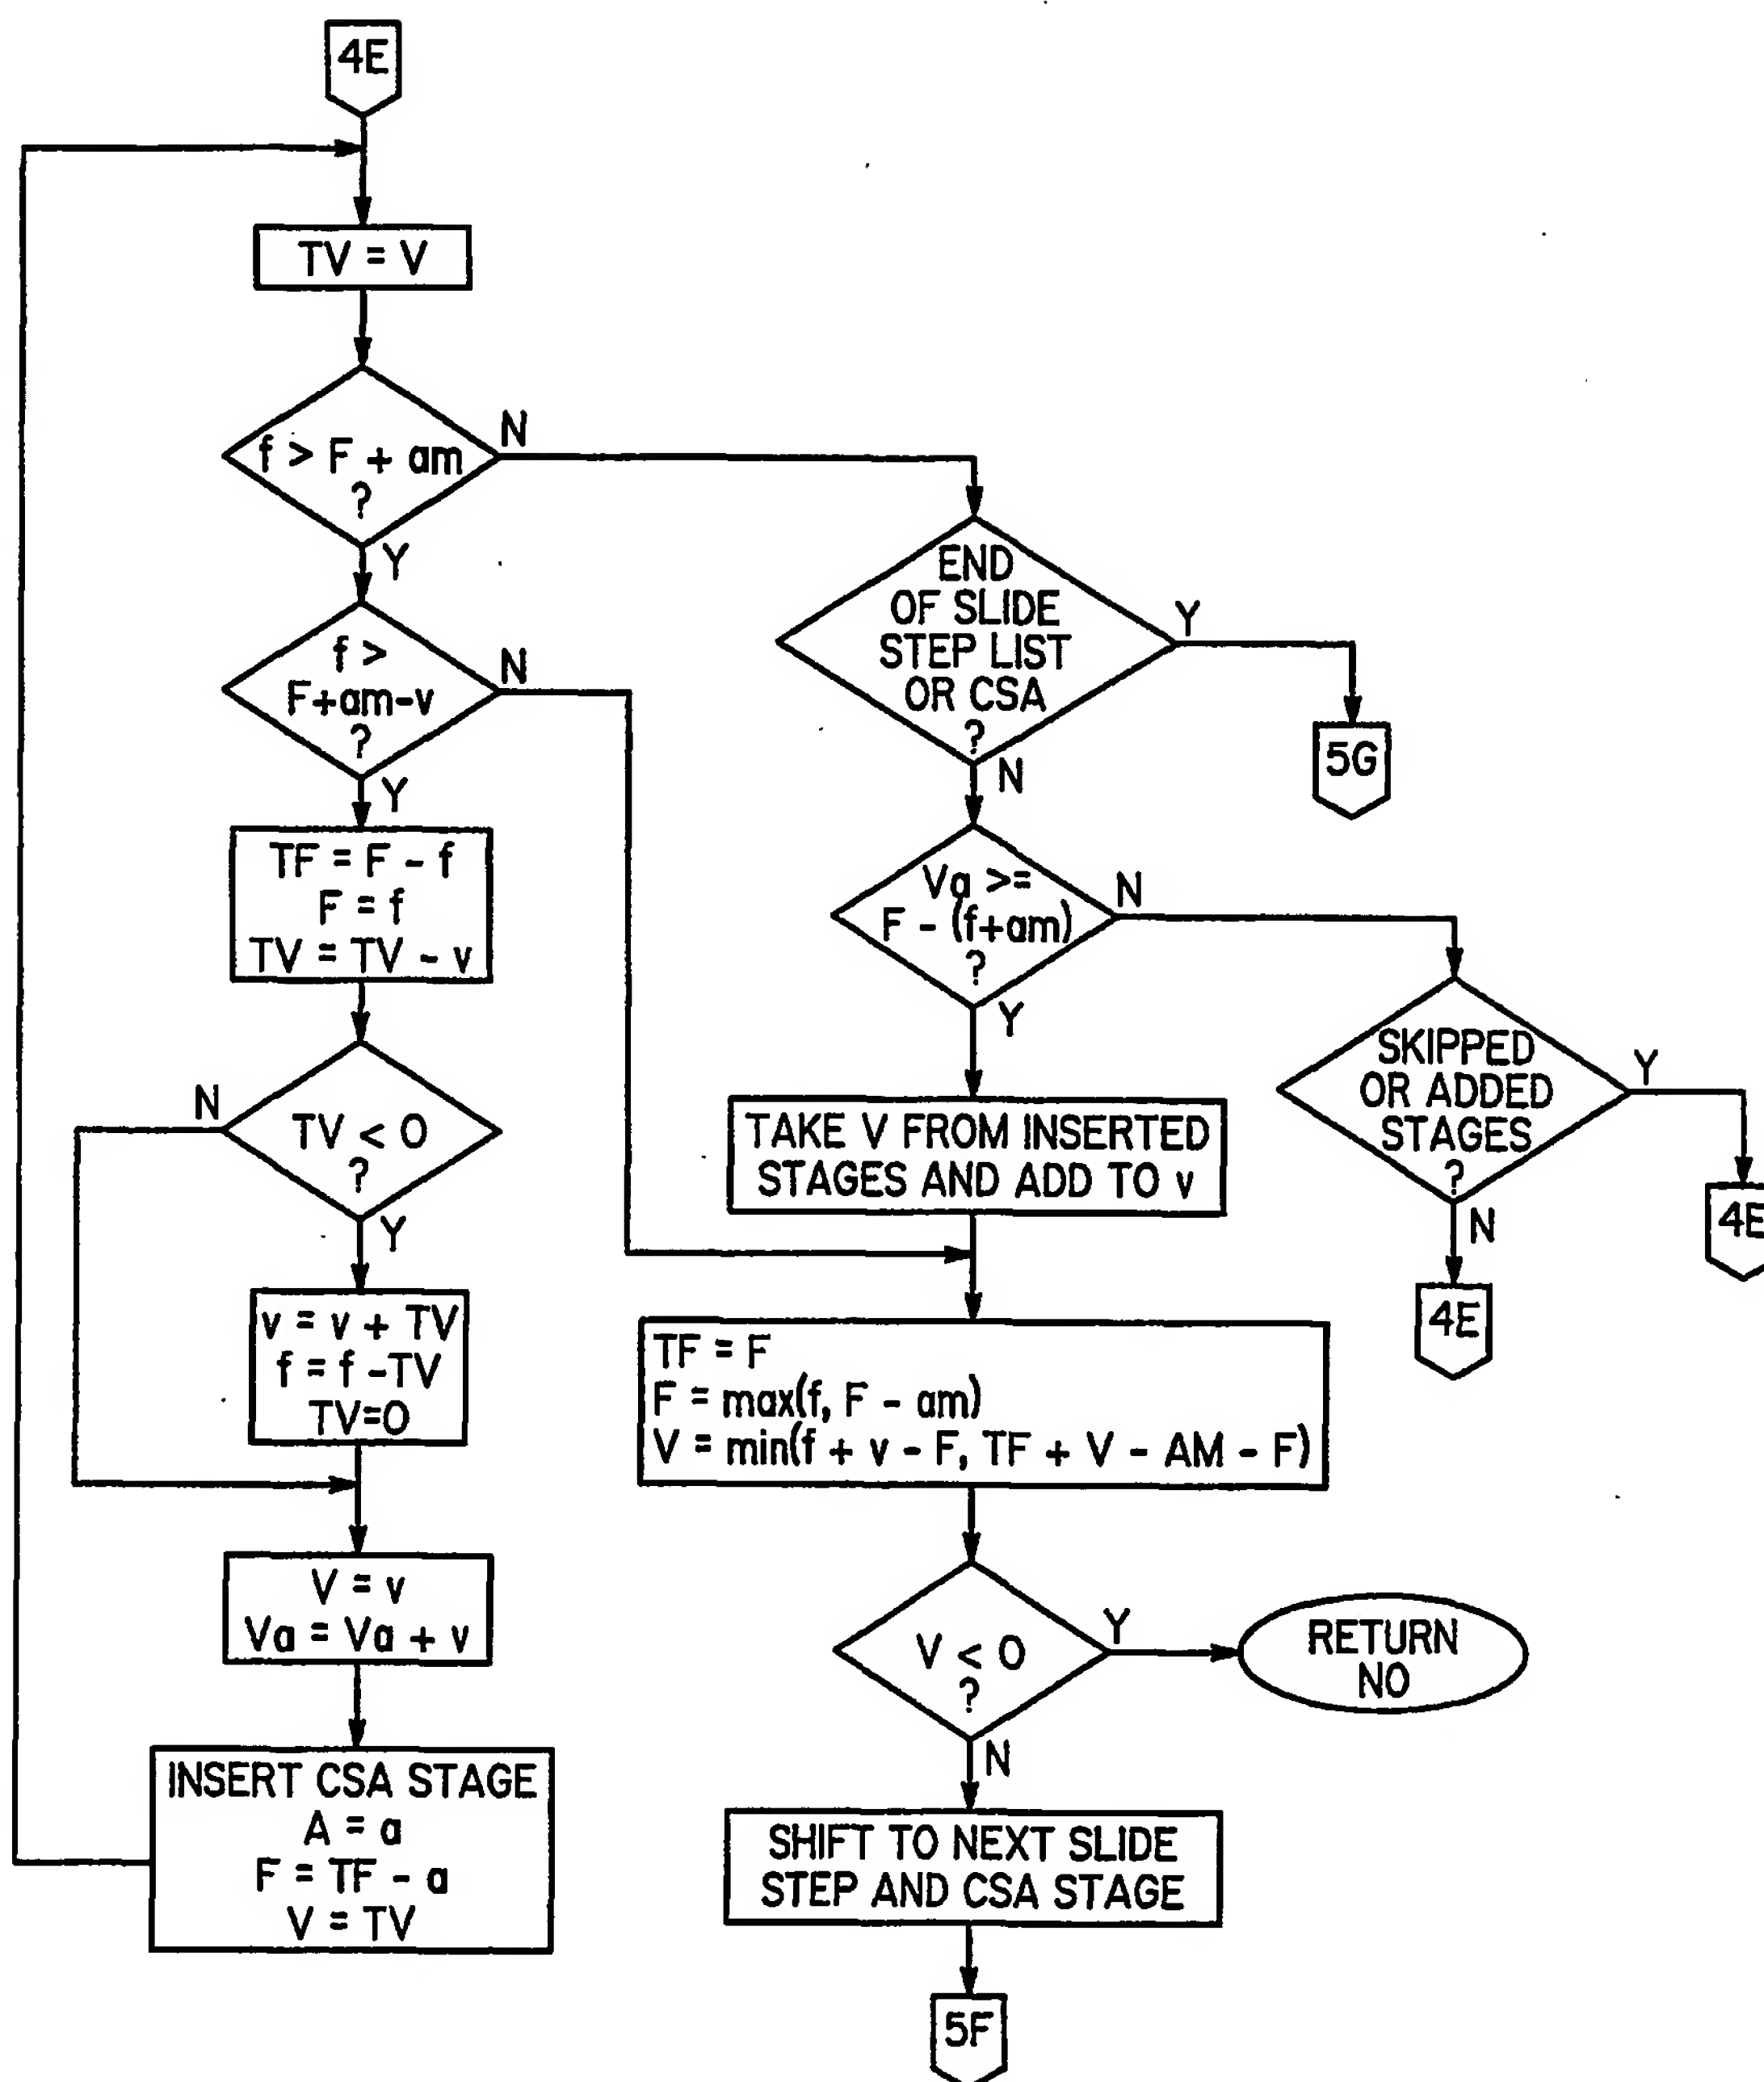 4E
TV = V
f > F + am
?
N
Y
f >
F+am-v
?
N
Y
TF = F - f
F = f
TV = TV - v
TV < 0
?
N
Y
v = v + TV
f = f -TV
TV=0
V = v
Va = Va + v
INSERT CSA STAGE
A = a
F = TF - a
V = TV
END
OF SLIDE
STEP LIST
OR CSA
?
Y
N
5G
Va >=
F - (f+am)
?
N
Y
SKIPPED
OR ADDED
STAGES
?
Y
N
4E
4E
TAKE V FROM INSERTED
STAGES AND ADD TO v
TF = F
F = max(f, F - am)
V = min(f + v - F, TF + V - AM - F)
V < 0
?
Y
N
RETURN
NO
SHIFT TO NEXT SLIDE
STEP AND CSA STAGE
5F